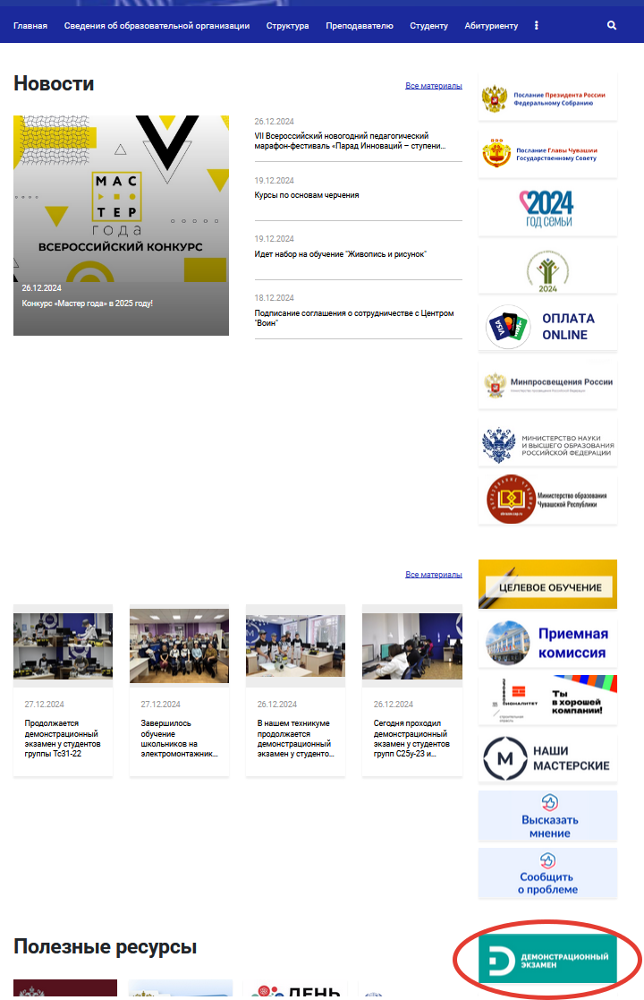 Главная Сведения об образовательной организации Структура Преподавателю Студенту Абитуриенту
Новости
Все материалы
МАС
ТЕР
года
ВСЕРОССИЙСКИЙ КОНКУРС
26.12.2024
Конкурс «Мастер года» в 2025 году!
26.12.2024
VII Всероссийский новогодний педагогический
марафон-фестиваль «Парад Инноваций – ступени...
19.12.2024
Курсы по основам черчения
19.12.2024
Идет набор на обучение "Живопись и рисунок"
18.12.2024
Подписание соглашения о сотрудничестве с Центром
"Воин"
Послание Президента России
Федеральному Собранию
Послание Главы Чувашии
Государственному Совету
2024
ГОД СЕМЬИ
2024
VISA
ОПЛАТА
ONLINE
Минпросвещения России
МИНИСТЕРСТВО НАУКИ
И ВЫСШЕГО ОБРАЗОВАНИЯ
РОССИЙСКОЙ ФЕДЕРАЦИИ
Министерство образования
Чувашской Республики
Все материалы
27.12.2024
Продолжается
демонстрационный
экзамен у студентов
группы Тс31-22
27.12.2024
Завершилось
обучение
школьников на
электромонтажник...
26.12.2024
В нашем техникуме
продолжается
демонстрационный
экзамен у студенто...
26.12.2024
Сегодня проходил
демонстрационный
экзамен у студентов
групп С25у-23 и...
ЦЕЛЕВОЕ ОБУЧЕНИЕ
Приемная
комиссия
Ты
в хорошей
компании!
М
НАШИ
МАСТЕРСКИЕ
Высказать
мнение
Сообщить
о проблеме
Полезные ресурсы
ДЕМОНСТРАЦИОННЫЙ
ЭКЗАМЕН
ДЕНЬ